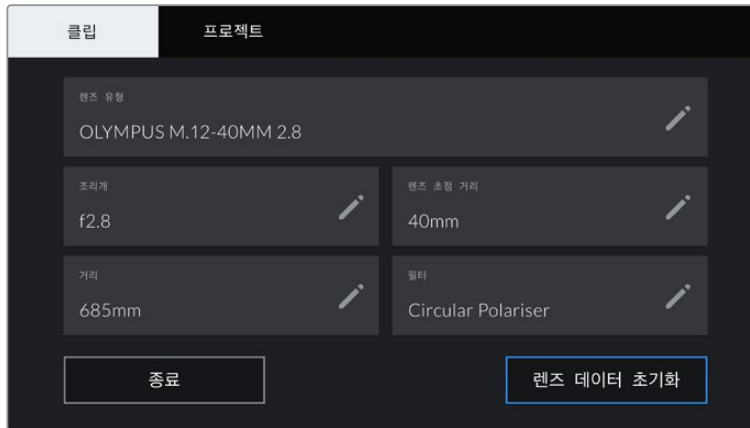 클립 프로젝트
렌즈 유형
OLYMPUS M.12-40MM 2.8
조리개 렌즈 초점 거리
f2.8 40mm
거리 필터
685mm Circular Polariser
종료 렌즈 데이터 초기화